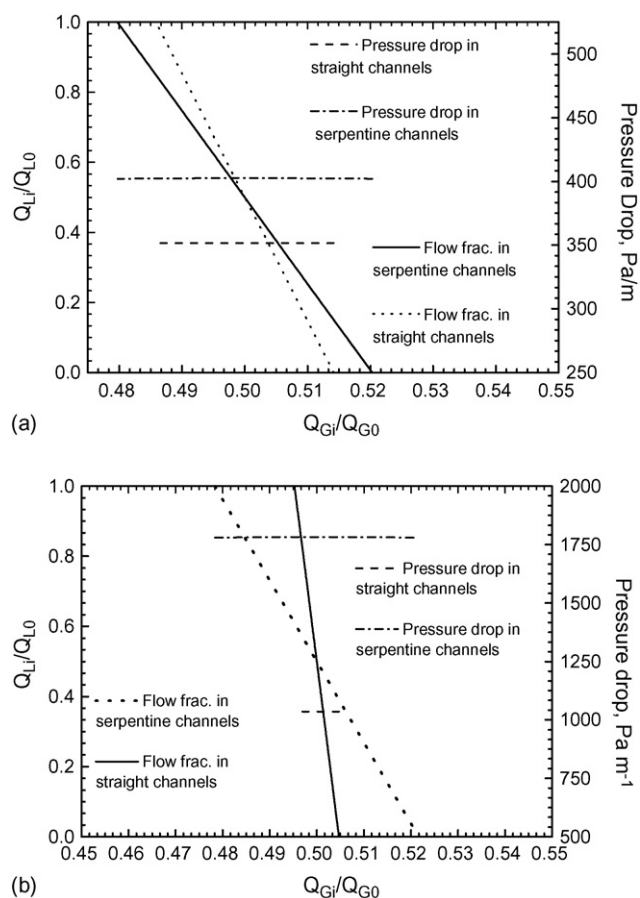 1.0
0.8
0.6
0.4
0.2
0.0
Q_Li/Q_L0
Pressure drop in
straight channels
Pressure drop in
serpentine channels
Flow frac. in
serpentine channels
Flow frac. in
straight channels
500
450
400
350
300
250
Pressure Drop, Pa/m
0.48 0.49 0.50 0.51 0.52 0.53 0.54 0.55
Q_Gi/Q_G0
(a)
1.0
0.8
0.6
0.4
0.2
0.0
Q_Li/Q_L0
Pressure drop in
straight channels
Pressure drop in
serpentine channels
Flow frac. in
serpentine channels
Flow frac. in
straight channels
2000
1750
1500
1250
1000
750
500
Pressure drop, Pa m⁻¹
0.45 0.46 0.47 0.48 0.49 0.50 0.51 0.52 0.53 0.54 0.55
Q_Gi/Q_G0
(b)